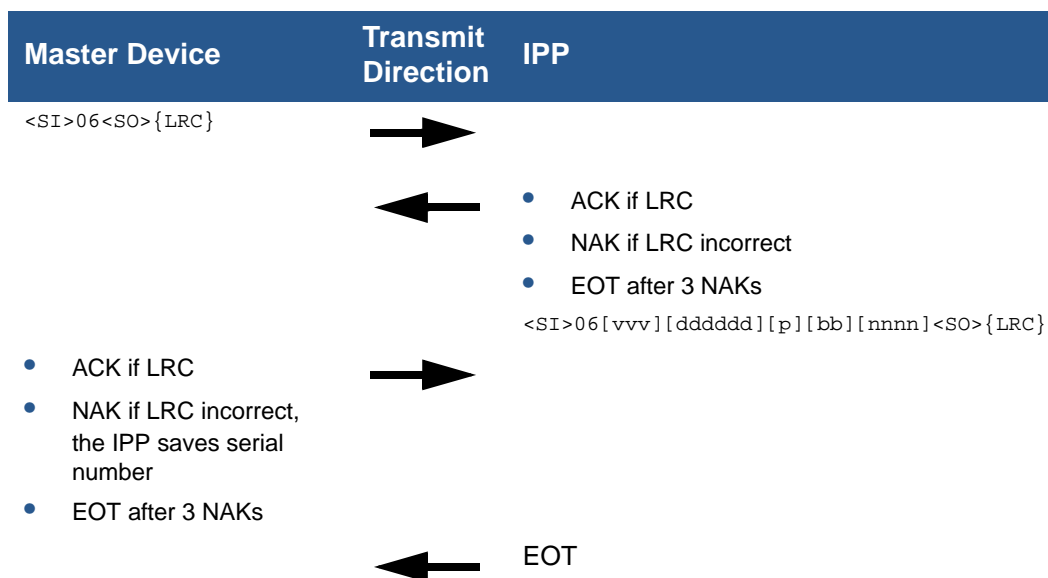 Master Device
Transmit
Direction
IPP
<SI>06<SO>{LRC}
• ACK if LRC
• NAK if LRC incorrect
• EOT after 3 NAKs
<SI>06[vvv][dddddd][p][bb][nnnn]<SO>{LRC}
• ACK if LRC
• NAK if LRC incorrect,
the IPP saves serial
number
• EOT after 3 NAKs
EOT